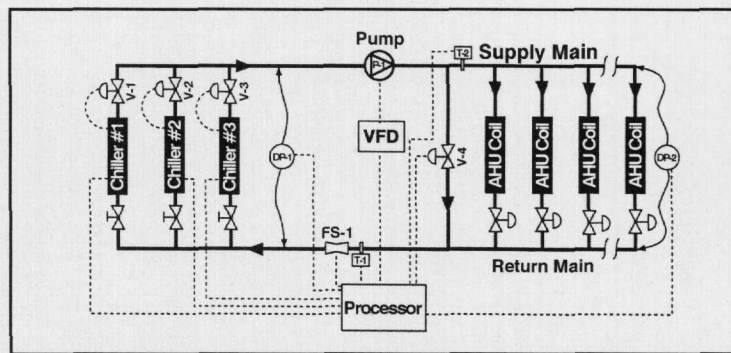 Pump
P-1
T-2
Supply Main
V-1
V-2
V-3
Chiller #1
Chiller #2
Chiller #3
DP-1
VFD
V-4
AHU Coil
AHU Coil
AHU Coil
AHU Coil
DP-2
FS-1
T-1
Return Main
Processor